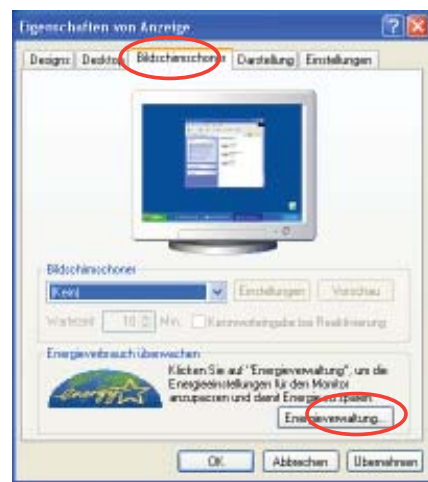 Eigenschaften von Anzeige
Designs Desktop Bildschirmschoner Darstellung Einstellungen
Bildschirmschoner
(Kein) Einstellungen Vorschau
Wartezeit 10 Min. Kennworteingabe bei Reaktivierung
Energieverbrauch überwachen
Klicken Sie auf "Energieverwaltung", um die
Energieeinstellungen für den Monitor
anzupassen und damit Energie zu sparen.
energy
Energieverwaltung...
OK Abbrechen Übernehmen